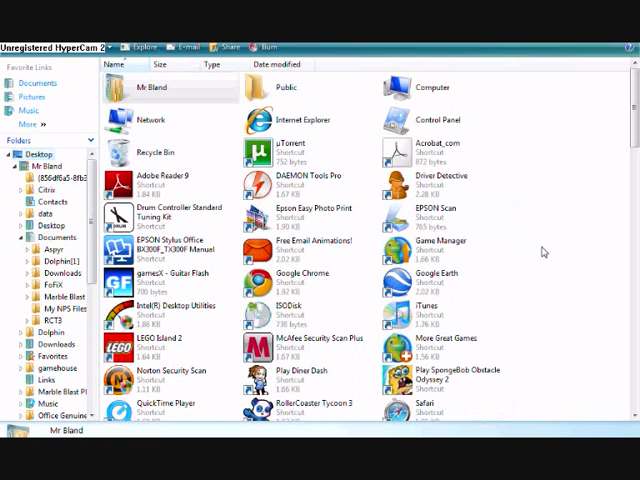 Unregistered HyperCam 2
Explore
E-mail
Share
Burn
Favorite Links
Documents
Pictures
Music
More »
Folders
Desktop
Mr Bland
{856df6a5-8fb3
Citrix
Contacts
data
Desktop
Documents
Aspyr
Dolphin[1]
Downloads
FoFiX
Marble Blast
My NPS Files
RCT3
Dolphin
Downloads
Favorites
gamehouse
Links
Marble Blast Pl
Music
Office Genuine
Name
Size
Type
Date modified
Mr Bland
Public
Computer
Network
Internet Explorer
Control Panel
Recycle Bin
µTorrent
Shortcut
752 bytes
Acrobat_com
Shortcut
872 bytes
Adobe Reader 9
Shortcut
1.84 KB
DAEMON Tools Pro
Shortcut
1.67 KB
Driver Detective
Shortcut
2.28 KB
Drum Controller Standard
Tuning Kit
Shortcut
Epson Easy Photo Print
Shortcut
1.90 KB
EPSON Scan
Shortcut
765 bytes
EPSON Stylus Office
BX300F_TX300F Manual
Shortcut
Free Email Animations!
Shortcut
2.02 KB
Game Manager
Shortcut
1.66 KB
gamesX - Guitar Flash
Shortcut
700 bytes
Google Chrome
Shortcut
1.92 KB
Google Earth
Shortcut
2.02 KB
Intel(R) Desktop Utilities
Shortcut
1.88 KB
ISODisk
Shortcut
738 bytes
iTunes
Shortcut
1.76 KB
LEGO Island 2
Shortcut
1.64 KB
McAfee Security Scan Plus
Shortcut
1.67 KB
More Great Games
Shortcut
1.56 KB
Norton Security Scan
Shortcut
1.11 KB
Play Diner Dash
Shortcut
1.66 KB
Play SpongeBob Obstacle
Odyssey 2
Shortcut
QuickTime Player
Shortcut
RollerCoaster Tycoon 3
Shortcut
Safari
Shortcut
Mr Bland